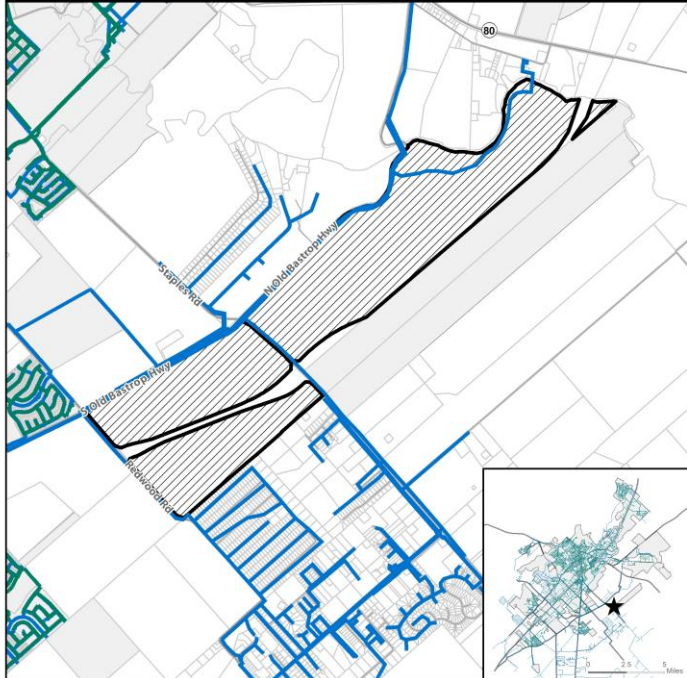 80
Staples Rd
N Old Bastrop Hwy
S Old Bastrop Hwy
Redwood Rd
0 2.5 5
Miles